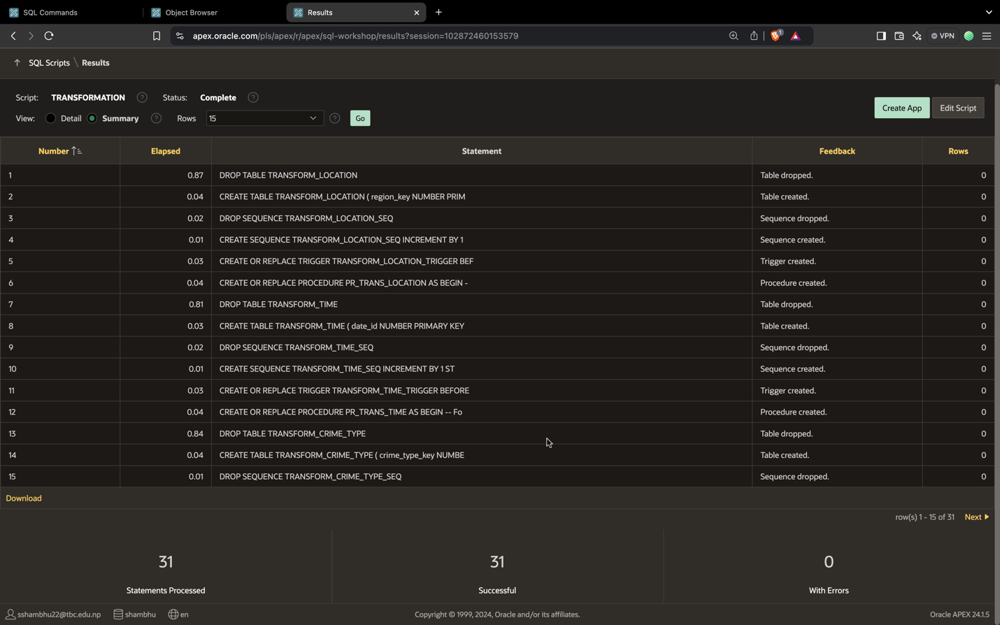 SQL Commands
Object Browser
Results
apex.oracle.com/pls/apex/r/apex/sql-workshop/results?session=102872460153579
1
VPN
SQL Scripts \ Results
Script: TRANSFORMATION ? Status: Complete ?
View: Detail Summary ? Rows 15 ? Go
Create App Edit Script
Number Elapsed Statement Feedback Rows
1 0.87 DROP TABLE TRANSFORM_LOCATION Table dropped. 0
2 0.04 CREATE TABLE TRANSFORM_LOCATION ( region_key NUMBER PRIM Table created. 0
3 0.02 DROP SEQUENCE TRANSFORM_LOCATION_SEQ Sequence dropped. 0
4 0.01 CREATE SEQUENCE TRANSFORM_LOCATION_SEQ INCREMENT BY 1 Sequence created. 0
5 0.03 CREATE OR REPLACE TRIGGER TRANSFORM_LOCATION_TRIGGER BEF Trigger created. 0
6 0.04 CREATE OR REPLACE PROCEDURE PR_TRANS_LOCATION AS BEGIN - Procedure created. 0
7 0.81 DROP TABLE TRANSFORM_TIME Table dropped. 0
8 0.03 CREATE TABLE TRANSFORM_TIME ( date_id NUMBER PRIMARY KEY Table created. 0
9 0.02 DROP SEQUENCE TRANSFORM_TIME_SEQ Sequence dropped. 0
10 0.01 CREATE SEQUENCE TRANSFORM_TIME_SEQ INCREMENT BY 1 ST Sequence created. 0
11 0.03 CREATE OR REPLACE TRIGGER TRANSFORM_TIME_TRIGGER BEFORE Trigger created. 0
12 0.04 CREATE OR REPLACE PROCEDURE PR_TRANS_TIME AS BEGIN -- Fo Procedure created. 0
13 0.84 DROP TABLE TRANSFORM_CRIME_TYPE Table dropped. 0
14 0.04 CREATE TABLE TRANSFORM_CRIME_TYPE ( crime_type_key NUMBE Table created. 0
15 0.01 DROP SEQUENCE TRANSFORM_CRIME_TYPE_SEQ Sequence dropped. 0
Download
row(s) 1 - 15 of 31 Next
31 31 0
Statements Processed Successful With Errors
sshambhu22@tbc.edu.np shambhu en Copyright © 1999, 2024, Oracle and/or its affiliates. Oracle APEX 24.1.5